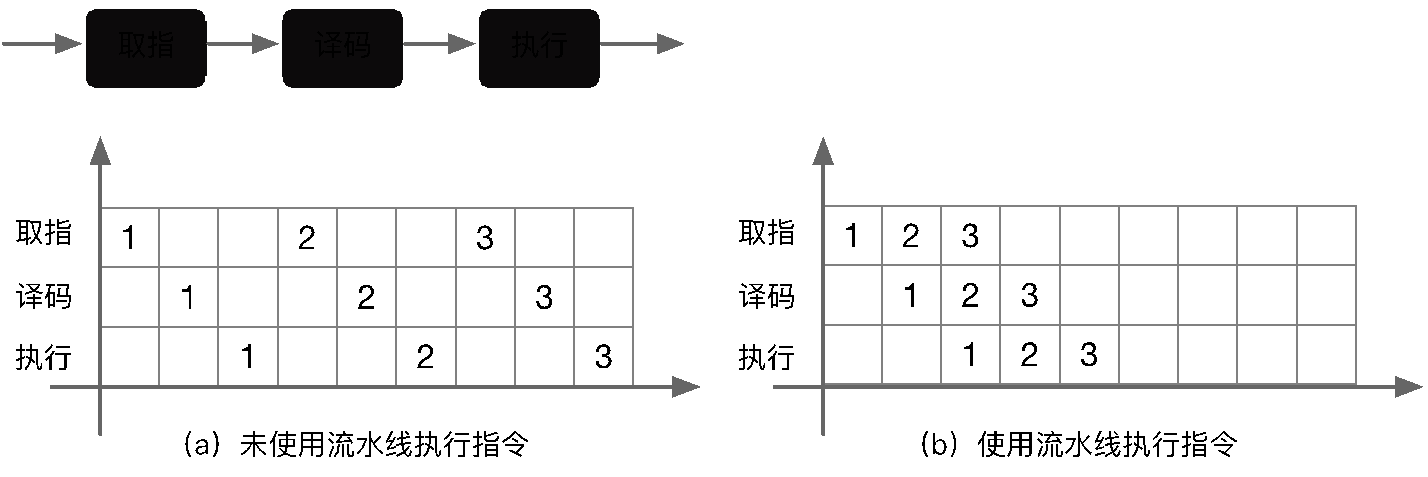 取指 译码 执行
取指 1 2 3
译码 1 2 3
执行 1 2 3
(a) 未使用流水线执行指令
取指 1 2 3
译码 1 2 3
执行 1 2 3
(b) 使用流水线执行指令